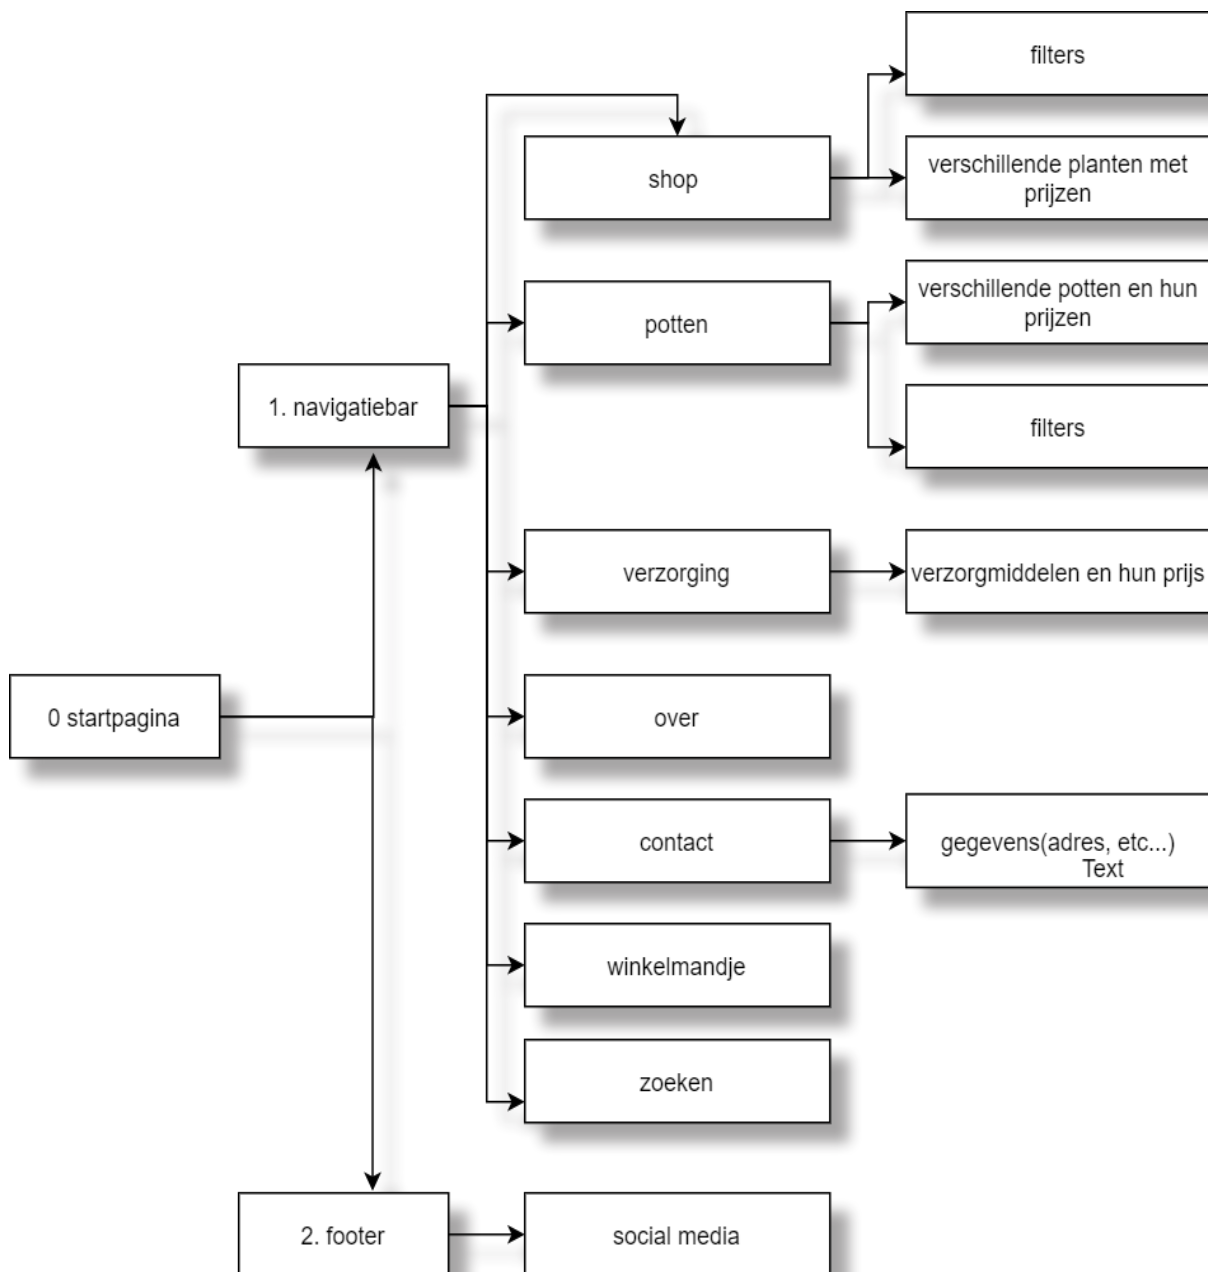 filters
shop
verschillende planten met
prijzen
potten
verschillende potten en hun
prijzen
1. navigatiebar
filters
verzorging
verzorgmiddelen en hun prijs
0 startpagina
over
contact
gegevens(adres, etc...)
Text
winkelmandje
zoeken
2. footer
social media